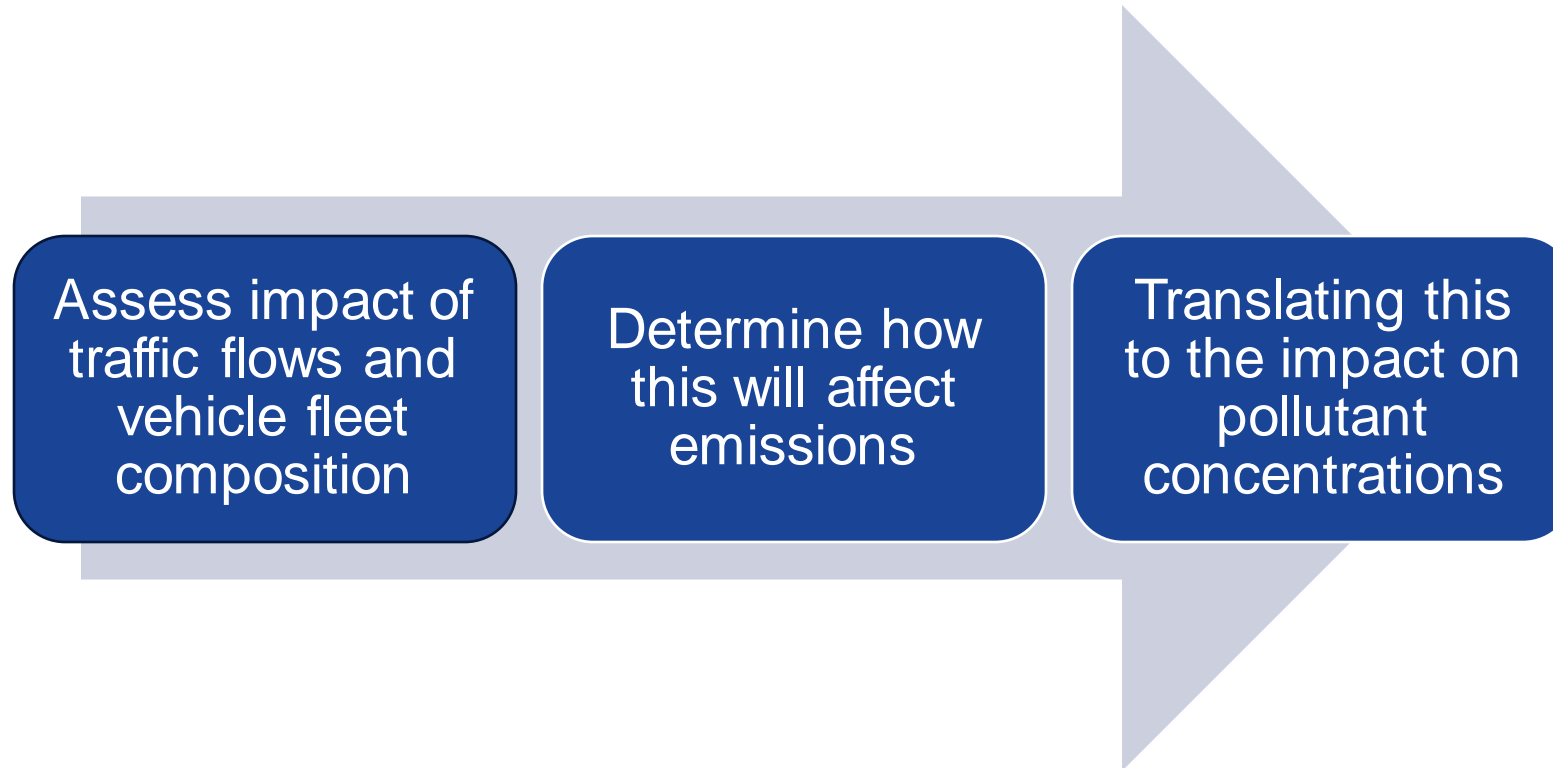 Assess impact of
traffic flows and
vehicle fleet
composition
Determine how
this will affect
emissions
Translating this
to the impact on
pollutant
concentrations